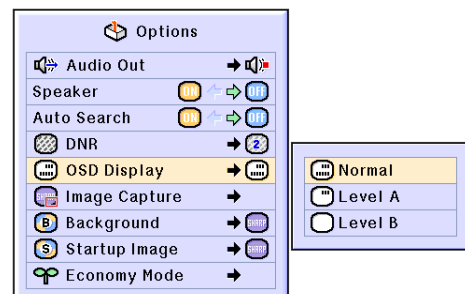 Options
Audio Out
Speaker ON OFF
Auto Search ON OFF
DNR 2
OSD Display
Image Capture
B Background SHARP
S Startup Image SHARP
Economy Mode
Normal
Level A
Level B